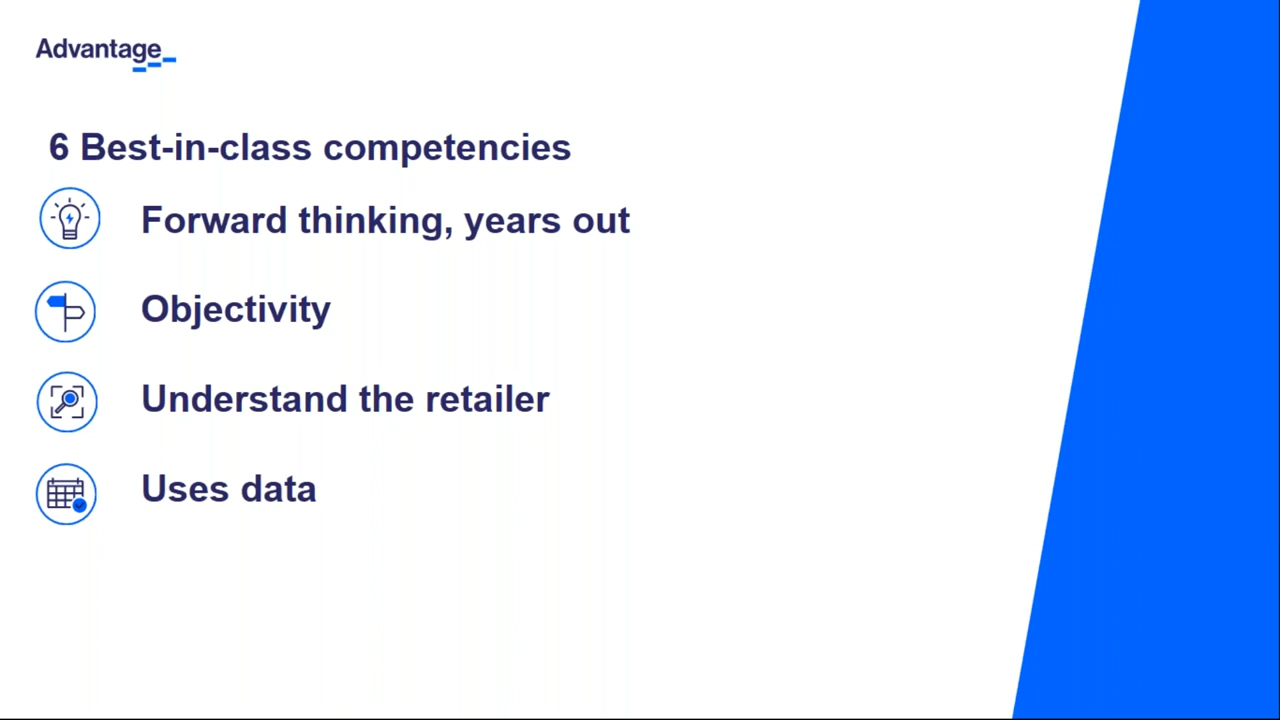 Advantage
6 Best-in-class competencies
Forward thinking, years out
Objectivity
Understand the retailer
Uses data